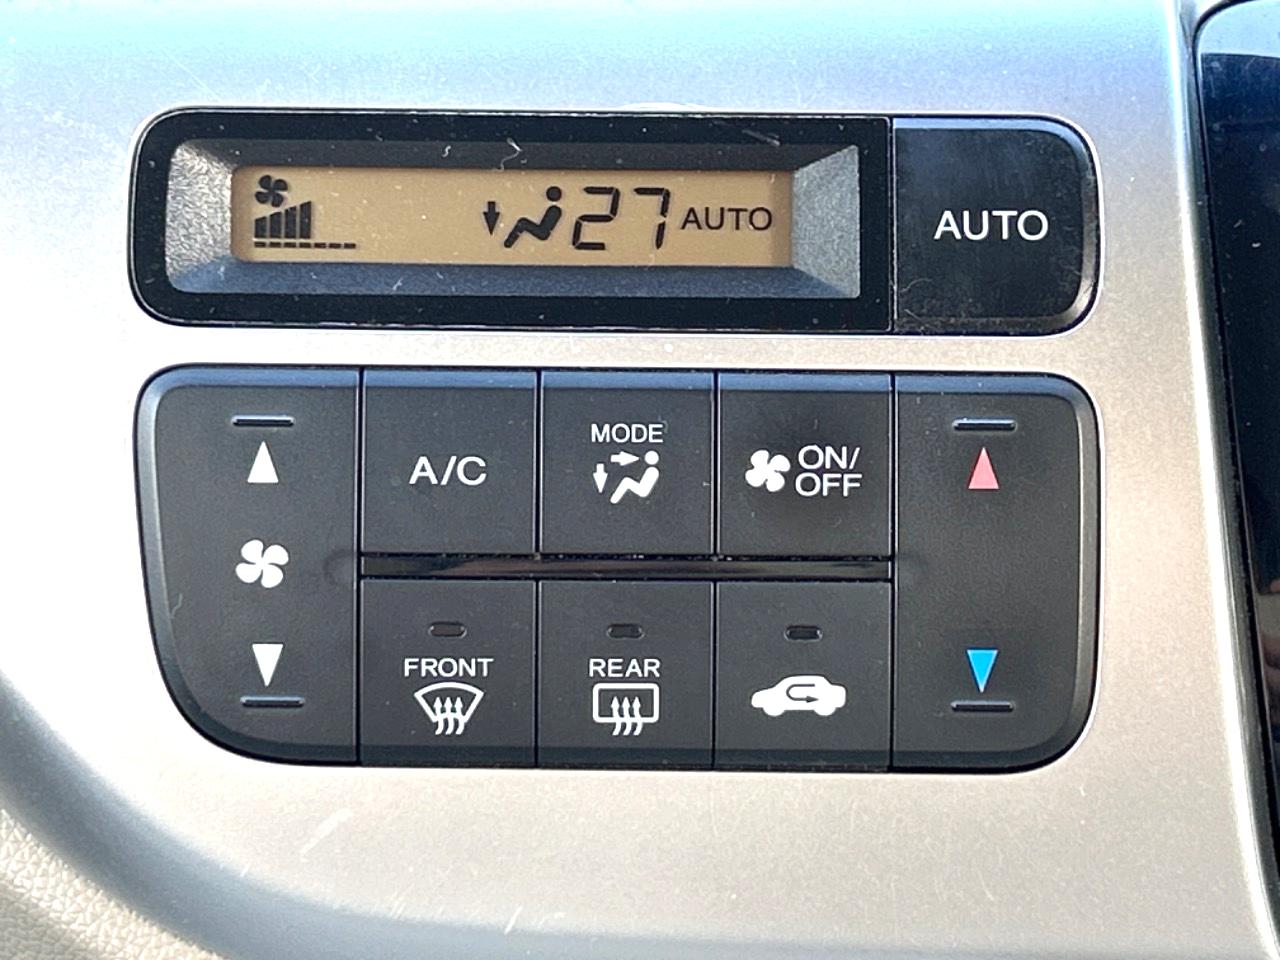 27 AUTO
AUTO
A/C
MODE
ON/
OFF
FRONT
REAR